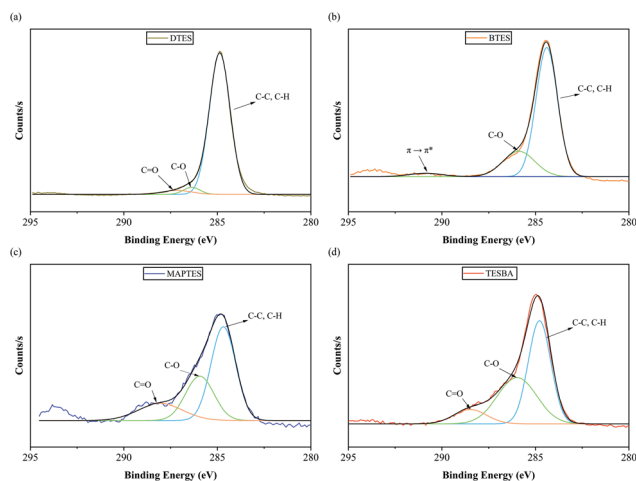 (a)
DTES
C-C, C-H
C=O
C-O
Counts/s
295
290
285
280
Binding Energy (eV)
(b)
BTES
C-C, C-H
C-O
π → π*
Counts/s
295
290
285
280
Binding Energy (eV)
(c)
MAPTES
C-C, C-H
C-O
C=O
Counts/s
295
290
285
280
Binding Energy (eV)
(d)
TESBA
C-C, C-H
C-O
C=O
Counts/s
295
290
285
280
Binding Energy (eV)